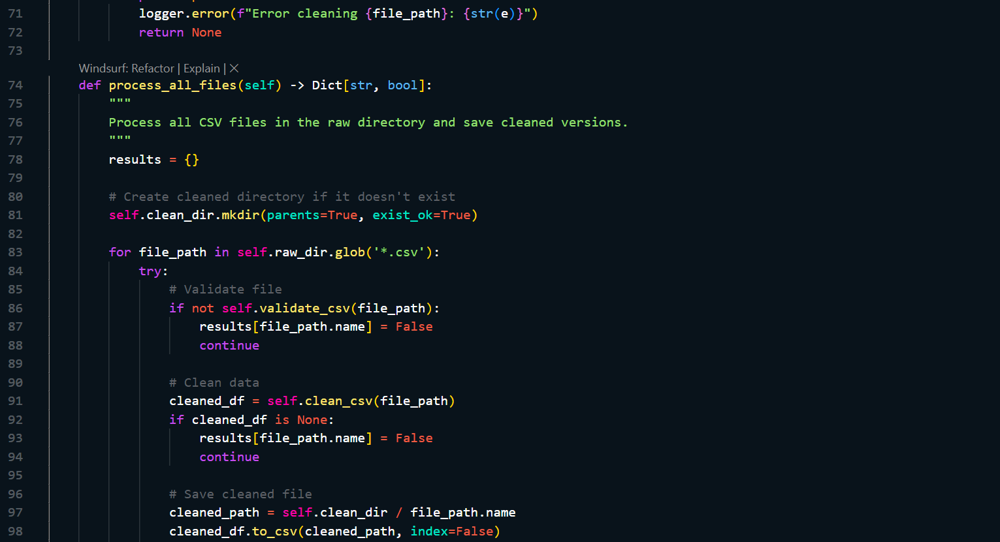 71 logger.error(f"Error cleaning {file_path}: {str(e)}")
72 return None
73
Windsurf: Refactor | Explain | ×
74 def process_all_files(self) -> Dict[str, bool]:
75 """
76 Process all CSV files in the raw directory and save cleaned versions.
77 """
78 results = {}
79
80 # Create cleaned directory if it doesn't exist
81 self.clean_dir.mkdir(parents=True, exist_ok=True)
82
83 for file_path in self.raw_dir.glob('*.csv'):
84 try:
85 # Validate file
86 if not self.validate_csv(file_path):
87 results[file_path.name] = False
88 continue
89
90 # Clean data
91 cleaned_df = self.clean_csv(file_path)
92 if cleaned_df is None:
93 results[file_path.name] = False
94 continue
95
96 # Save cleaned file
97 cleaned_path = self.clean_dir / file_path.name
98 cleaned_df.to_csv(cleaned_path, index=False)